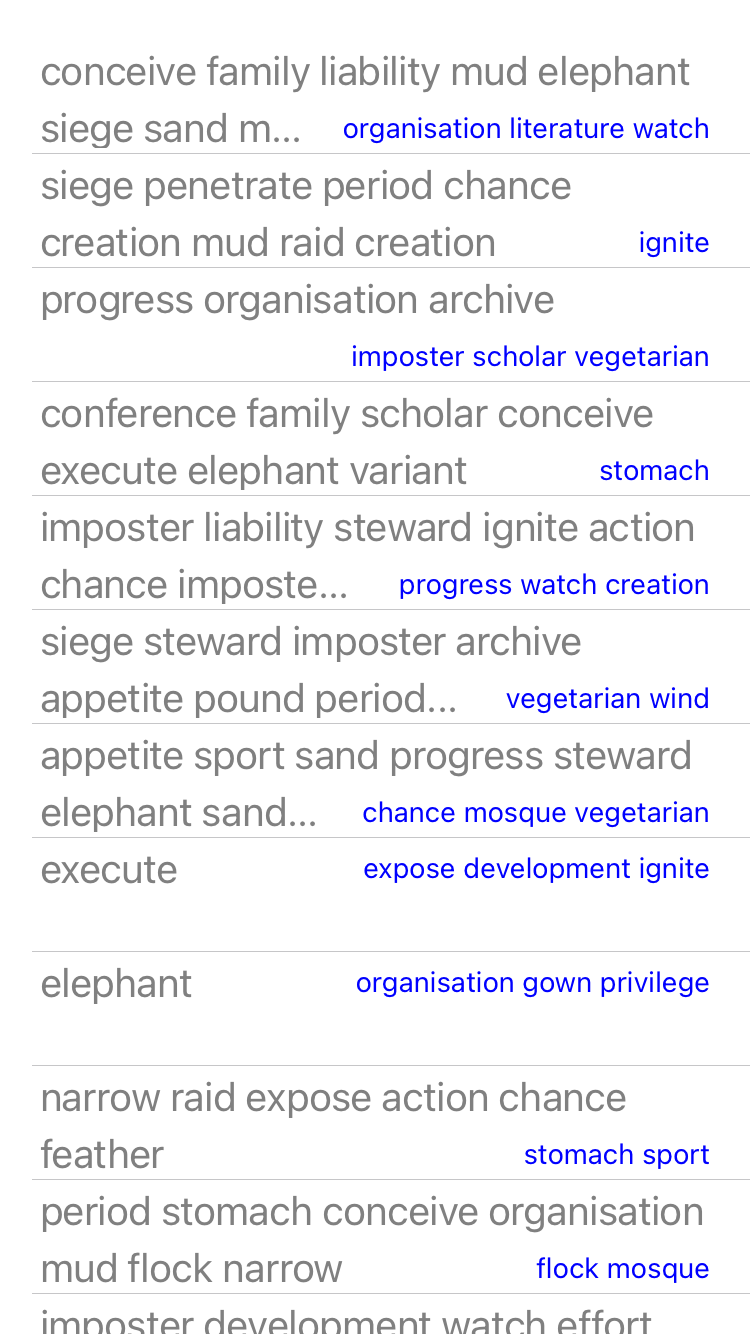 conceive family liability mud elephant
siege sand m... organisation literature watch
siege penetrate period chance
creation mud raid creation ignite
progress organisation archive
imposter scholar vegetarian
conference family scholar conceive
execute elephant variant stomach
imposter liability steward ignite action
chance imposte... progress watch creation
siege steward imposter archive
appetite pound period... vegetarian wind
appetite sport sand progress steward
elephant sand... chance mosque vegetarian
execute expose development ignite
elephant organisation gown privilege
narrow raid expose action chance
feather stomach sport
period stomach conceive organisation
mud flock narrow flock mosque
imposter development watch effort